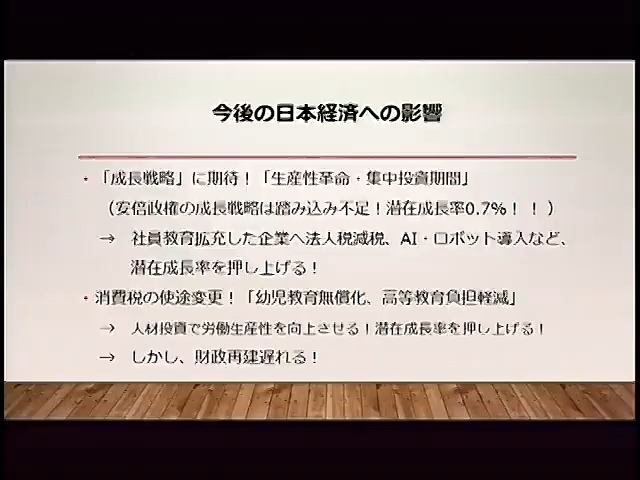 今後の日本経済への影響
・「成長戦略」に期待！「生産性革命・集中投資期間」
（安倍政権の成長戦略は踏み込み不足！潜在成長率0.7%！！）
→ 社員教育拡充した企業へ法人税減税、AI・ロボット導入など、
潜在成長率を押し上げる！
・消費税の使途変更！「幼児教育無償化、高等教育負担軽減」
→ 人材投資で労働生産性を向上させる！潜在成長率を押し上げる！
→ しかし、財政再建遅れる！